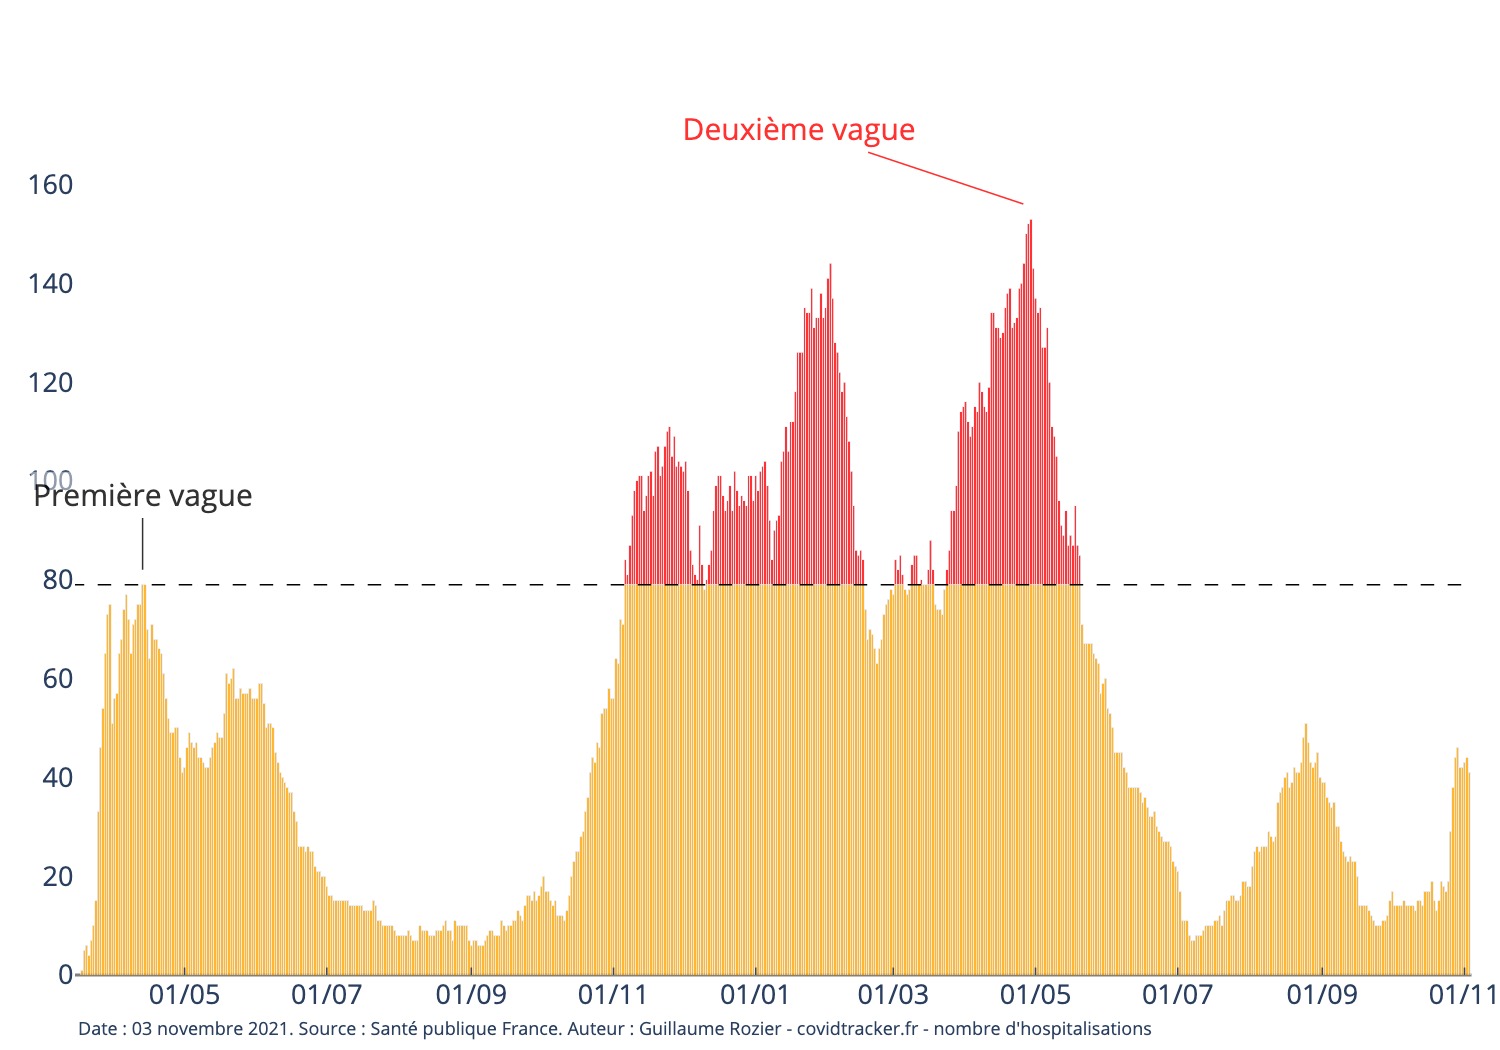 Deuxième vague
160
140
120
100
Première vague
80
60
40
20
0
01/05 01/07 01/09 01/11 01/01 01/03 01/05 01/07 01/09 01/11
Date : 03 novembre 2021. Source : Santé publique France. Auteur : Guillaume Rozier - covidtracker.fr - nombre d'hospitalisations